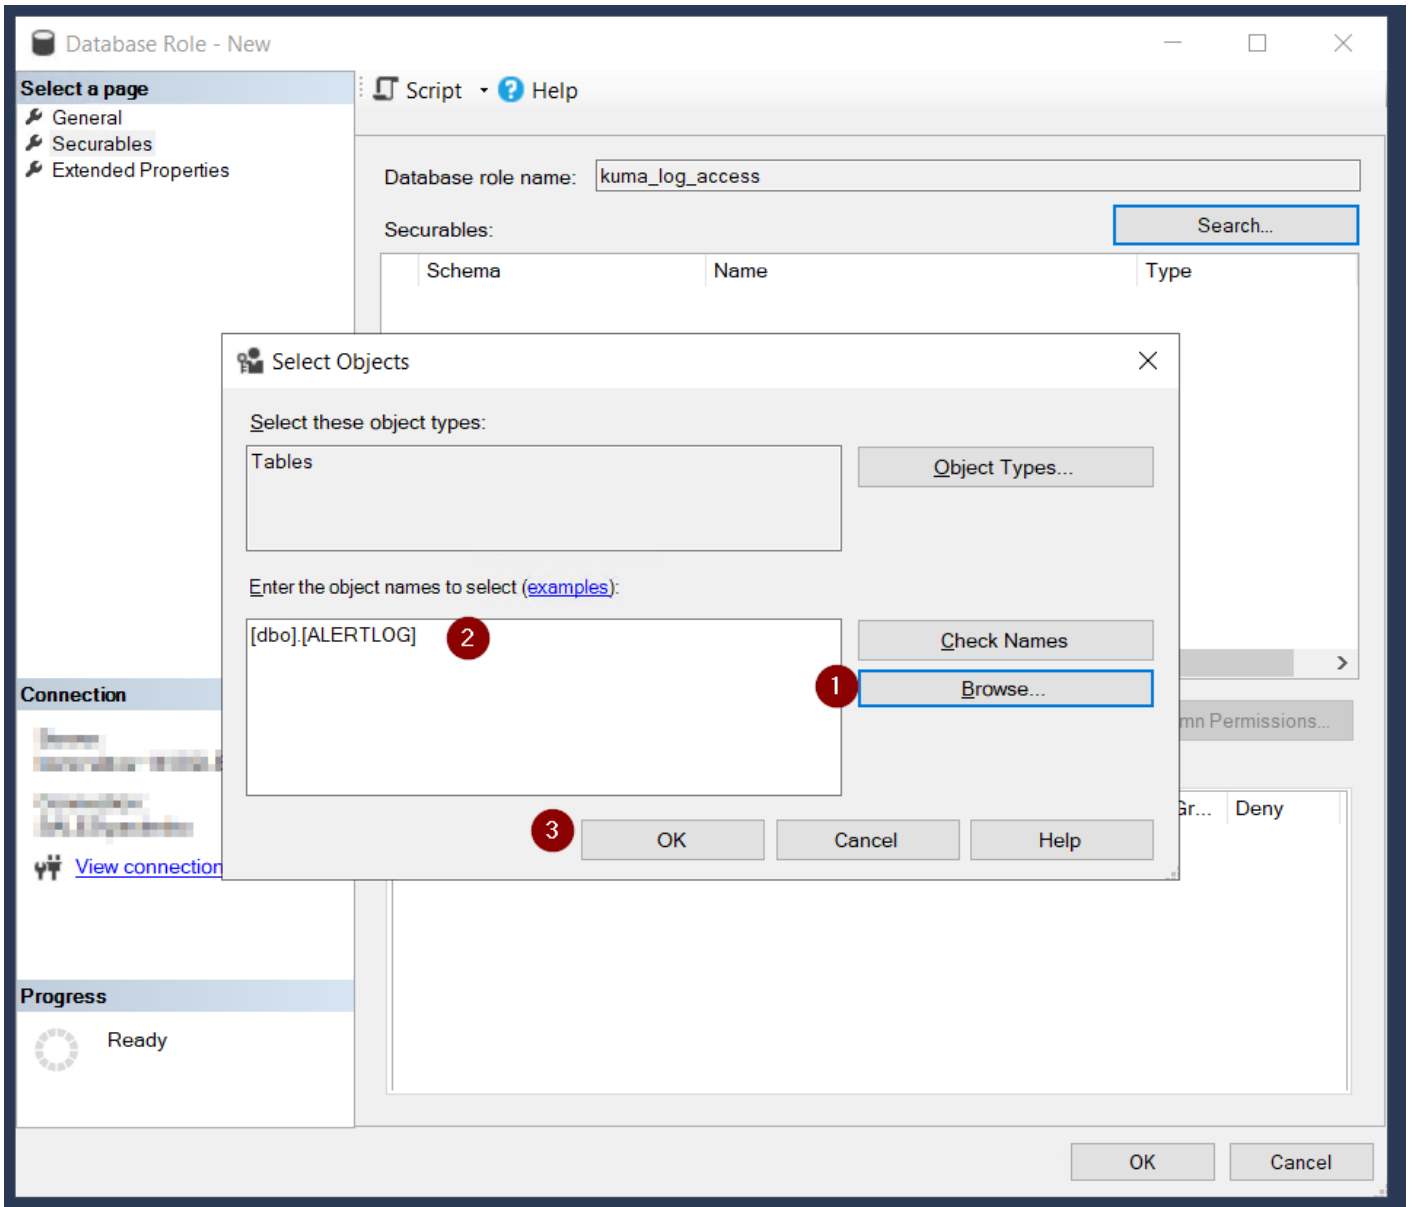 Database Role - New
Select a page
General
Securables
Extended Properties
Script
Help
Database role name: kuma_log_access
Securables:
Search...
Schema Name Type
Select Objects
Select these object types:
Tables
Object Types...
Enter the object names to select (examples):
[dbo].[ALERTLOG]
2
Check Names
1
Browse...
3
OK Cancel Help
mn Permissions...
Gr... Deny
Connection
View connection
Progress
Ready
OK Cancel